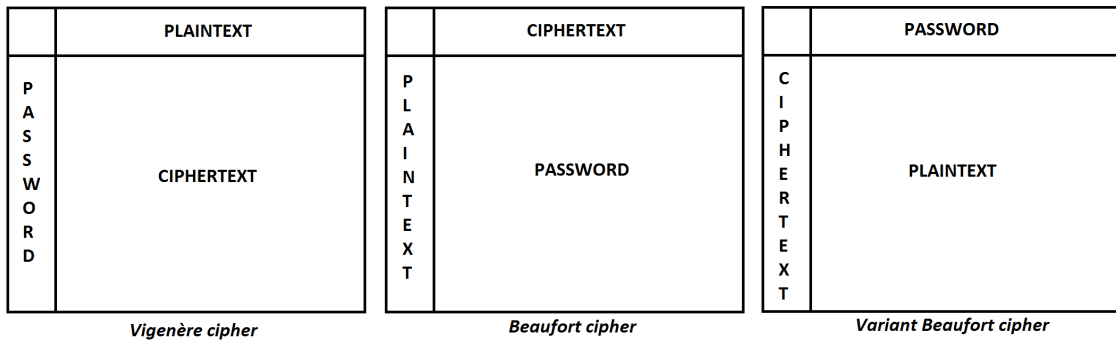 PLAINTEXT
PASSWORD
CIPHERTEXT
Vigenère cipher
CIPHERTEXT
PLAINTEXT
PASSWORD
Beaufort cipher
PASSWORD
CIPHERTEXT
PLAINTEXT
Variant Beaufort cipher